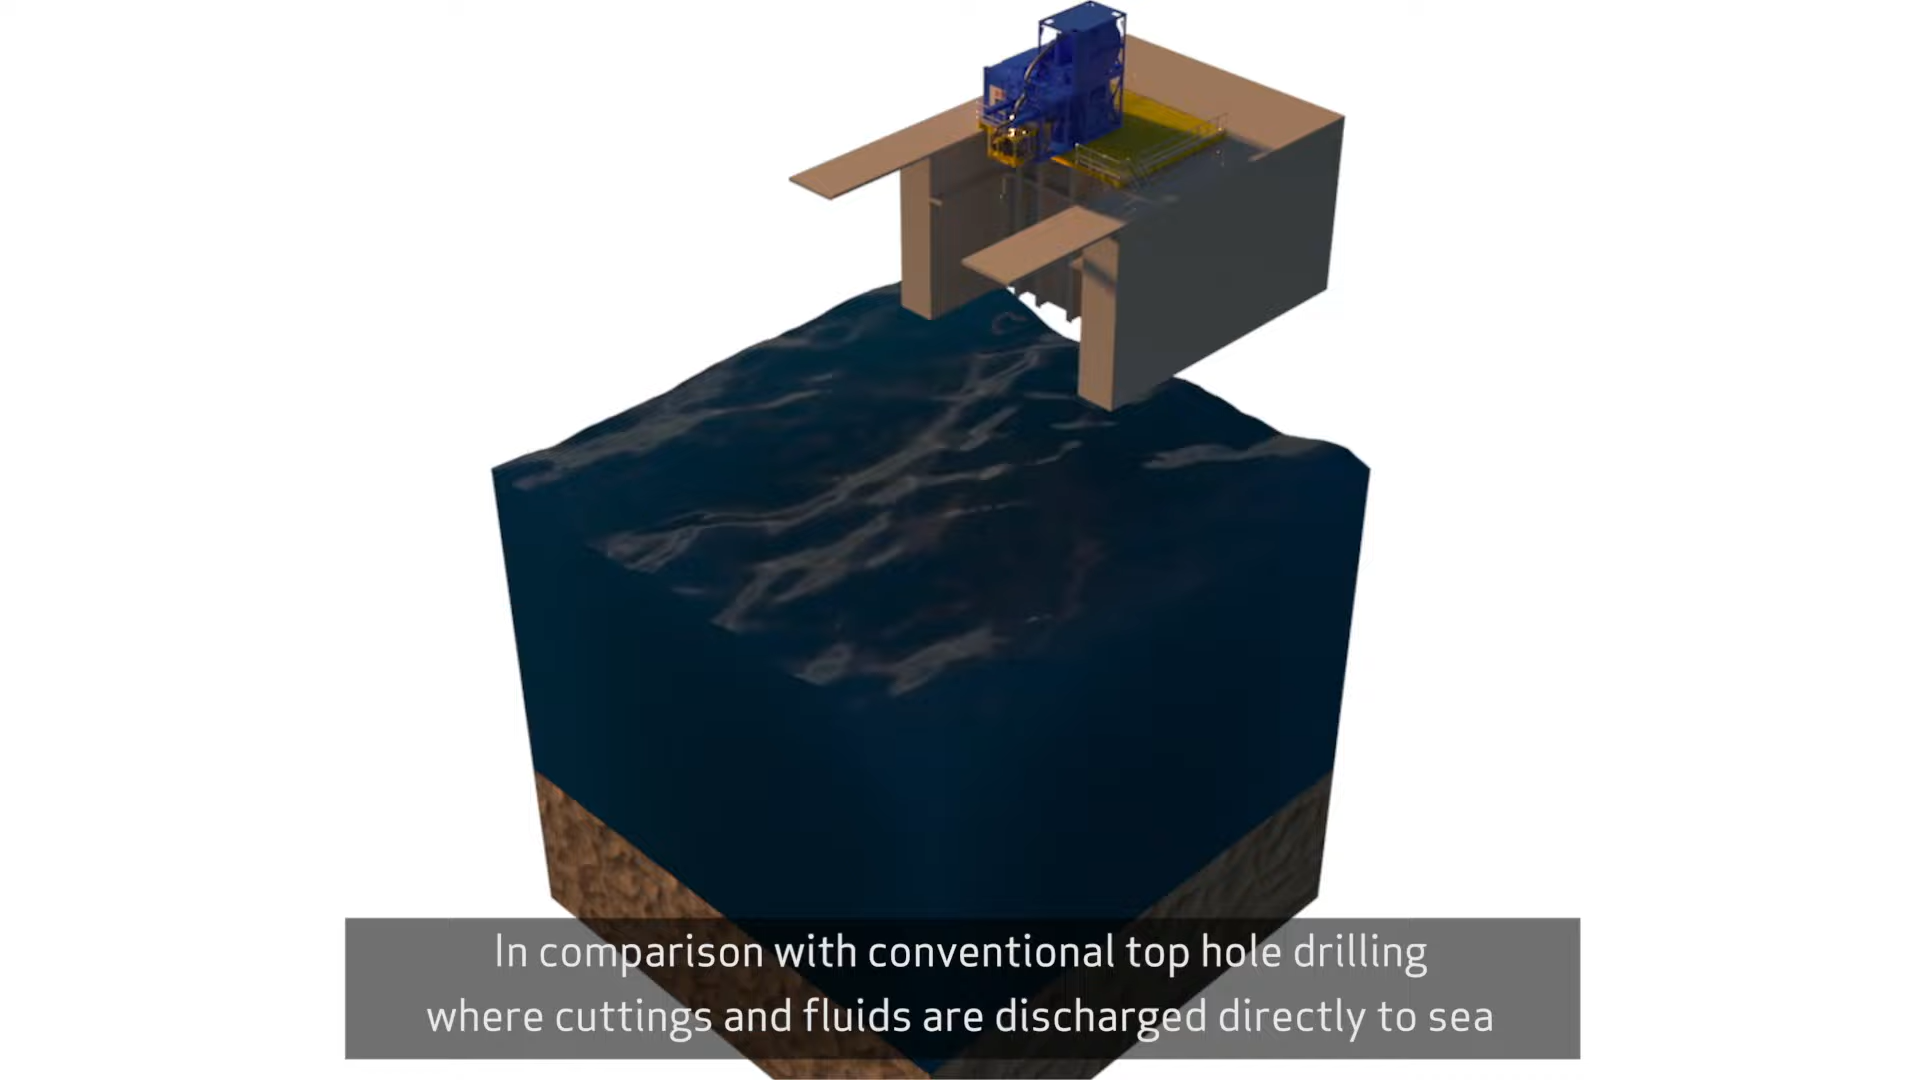 In comparison with conventional top hole drilling
where cuttings and fluids are discharged directly to sea